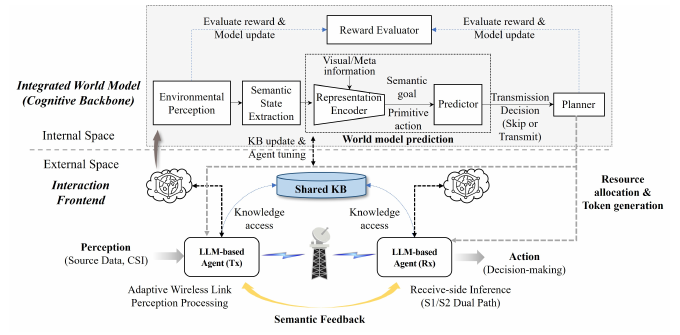 Evaluate reward &
Model update
Reward Evaluator
Evaluate reward &
Model update
Visual/Meta
information
Integrated World Model
(Cognitive Backbone)
Environmental
Perception
Semantic
State
Extraction
Representation
Encoder
Semantic
goal
Primitive
action
Predictor
Transmission
Decision
(Skip or
Transmit)
Planner
World model prediction
Internal Space
KB update &
Agent tuning
External Space
Interaction
Frontend
Shared KB
Resource
allocation &
Token generation
Knowledge
access
Knowledge
access
Perception
(Source Data, CSI)
LLM-based
Agent (Tx)
LLM-based
Agent (Rx)
Action
(Decision-making)
Adaptive Wireless Link
Perception Processing
Receive-side Inference
(S1/S2 Dual Path)
Semantic Feedback